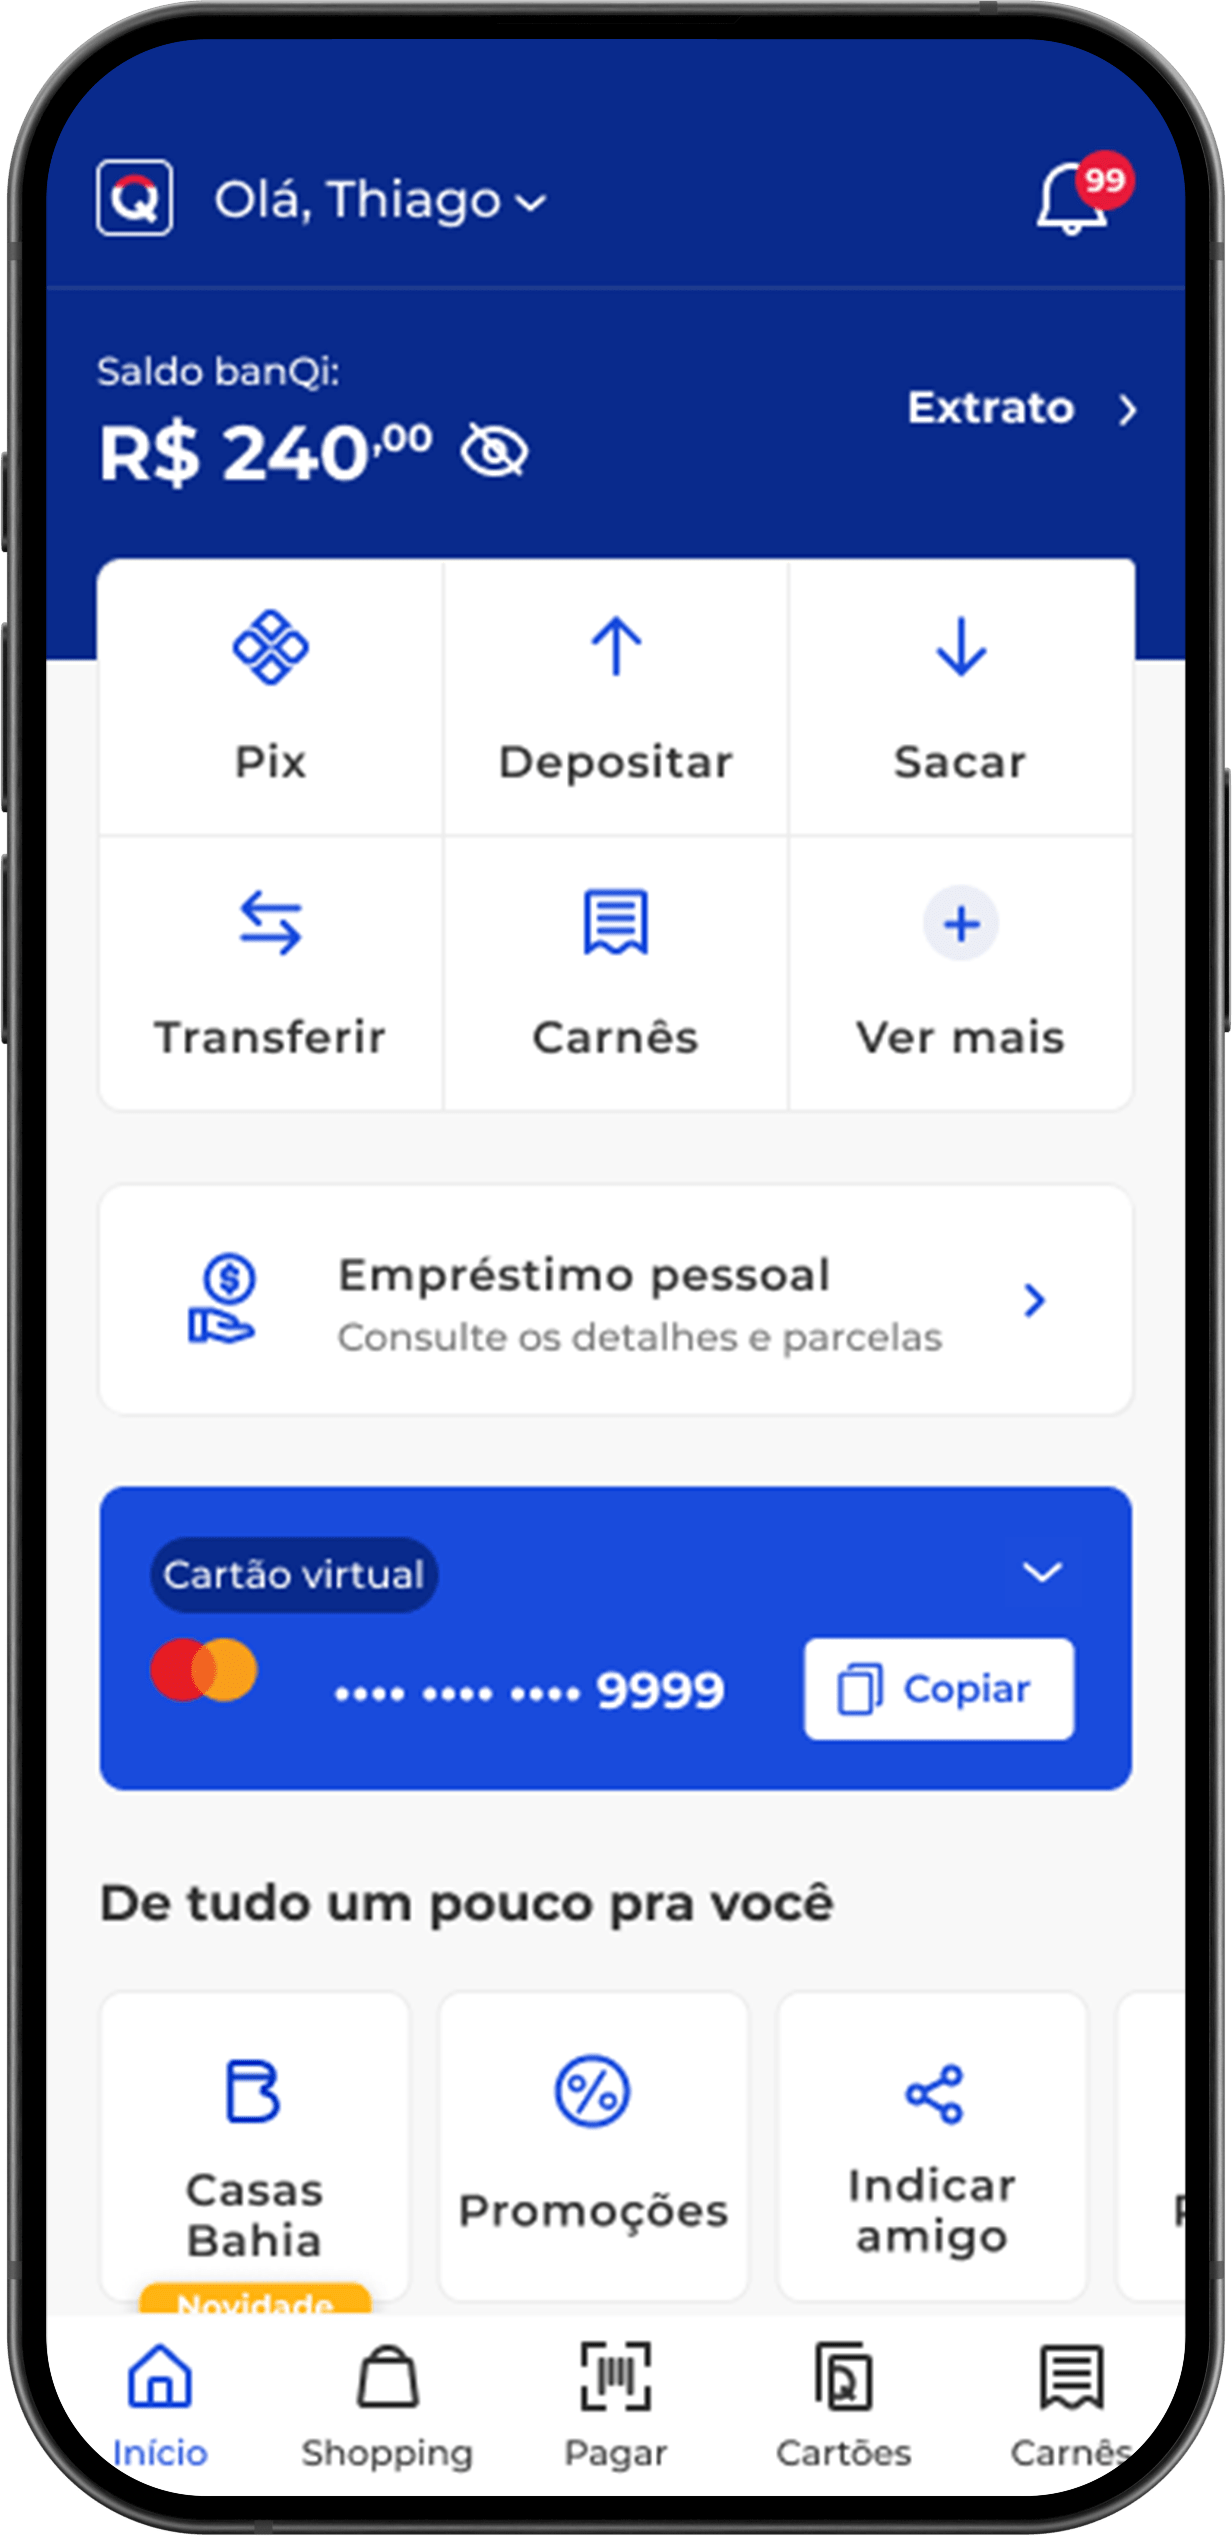 Olá, Thiago
99
Saldo banQi:
R$ 240,00
Extrato
Pix
Depositar
Sacar
Transferir
Carnês
Ver mais
Empréstimo pessoal
Consulte os detalhes e parcelas
Cartão virtual
•••• •••• •••• 9999
Copiar
De tudo um pouco pra você
Casas
Bahia
Promoções
Indicar
amigo
Novidade
Início
Shopping
Pagar
Cartões
Carnês